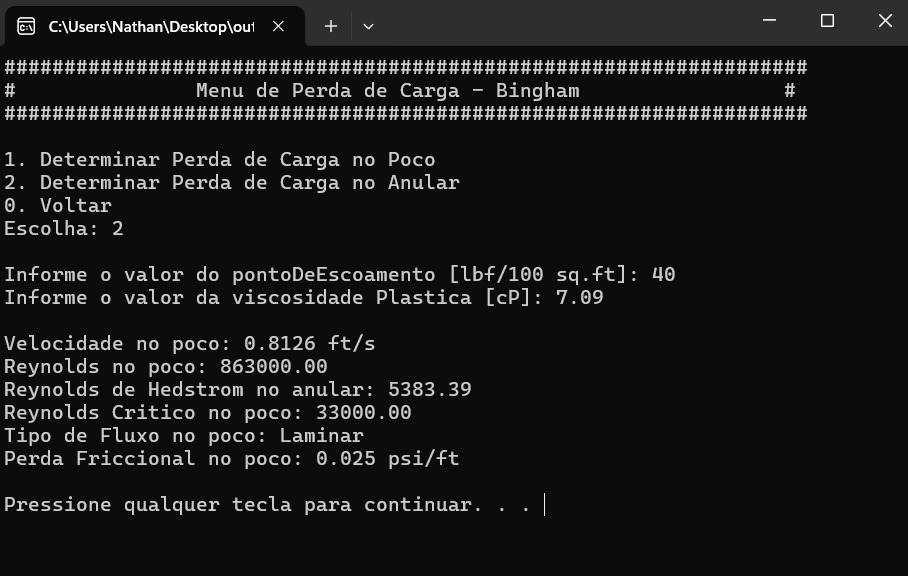 C:\Users\Nathan\Desktop\out
###################################################################
#               Menu de Perda de Carga - Bingham                 #
###################################################################
1. Determinar Perda de Carga no Poco
2. Determinar Perda de Carga no Anular
0. Voltar
Escolha: 2
Informe o valor do pontoDeEscoamento [lbf/100 sq.ft]: 40
Informe o valor da viscosidade Plastica [cP]: 7.09
Velocidade no poco: 0.8126 ft/s
Reynolds no poco: 863000.00
Reynolds de Hedstrom no anular: 5383.39
Reynolds Critico no poco: 33000.00
Tipo de Fluxo no poco: Laminar
Perda Friccional no poco: 0.025 psi/ft
Pressione qualquer tecla para continuar. . .